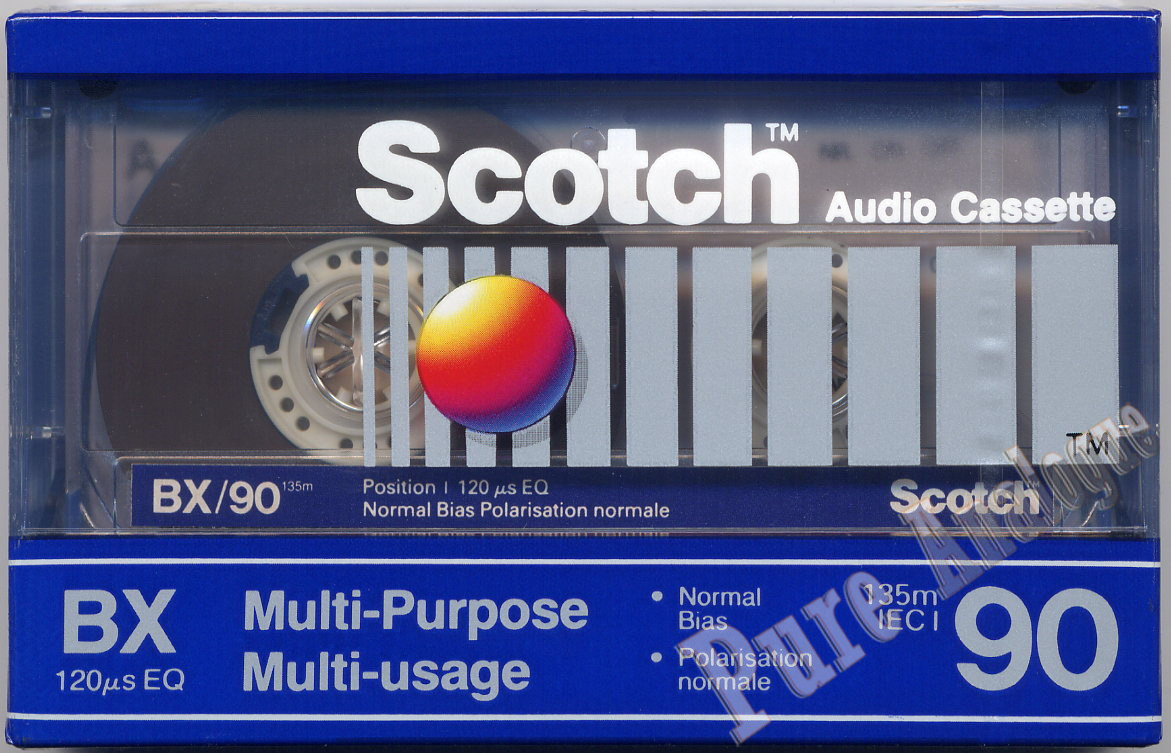 Scotch™
Audio Cassette
TM
BX/90 135m
Position I 120 µs EQ
Normal Bias Polarisation normale
Scotch™
BX
120µs EQ
Multi-Purpose
Multi-usage
• Normal
Bias
• Polarisation
normale
135m
IEC I
90
Pure Analogue